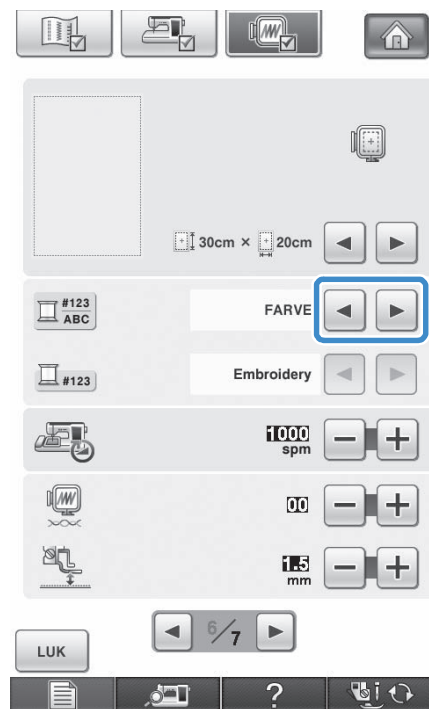 30cm × 20cm
#123
ABC
FARVE
#123
Embroidery
1000
spm
00
1.5
mm
6/7
LUK
?